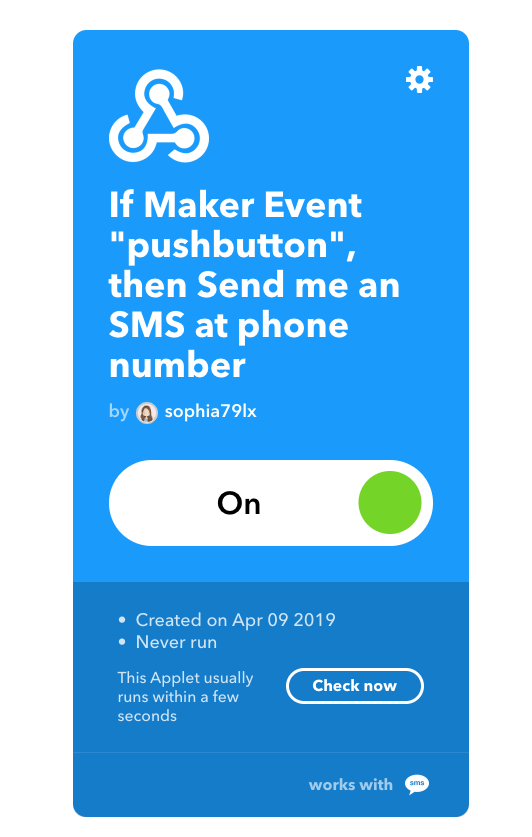 If Maker Event
"pushbutton",
then Send me an
SMS at phone
number
by sophia79lx
On
• Created on Apr 09 2019
• Never run
This Applet usually
runs within a few
seconds
Check now
works with sms